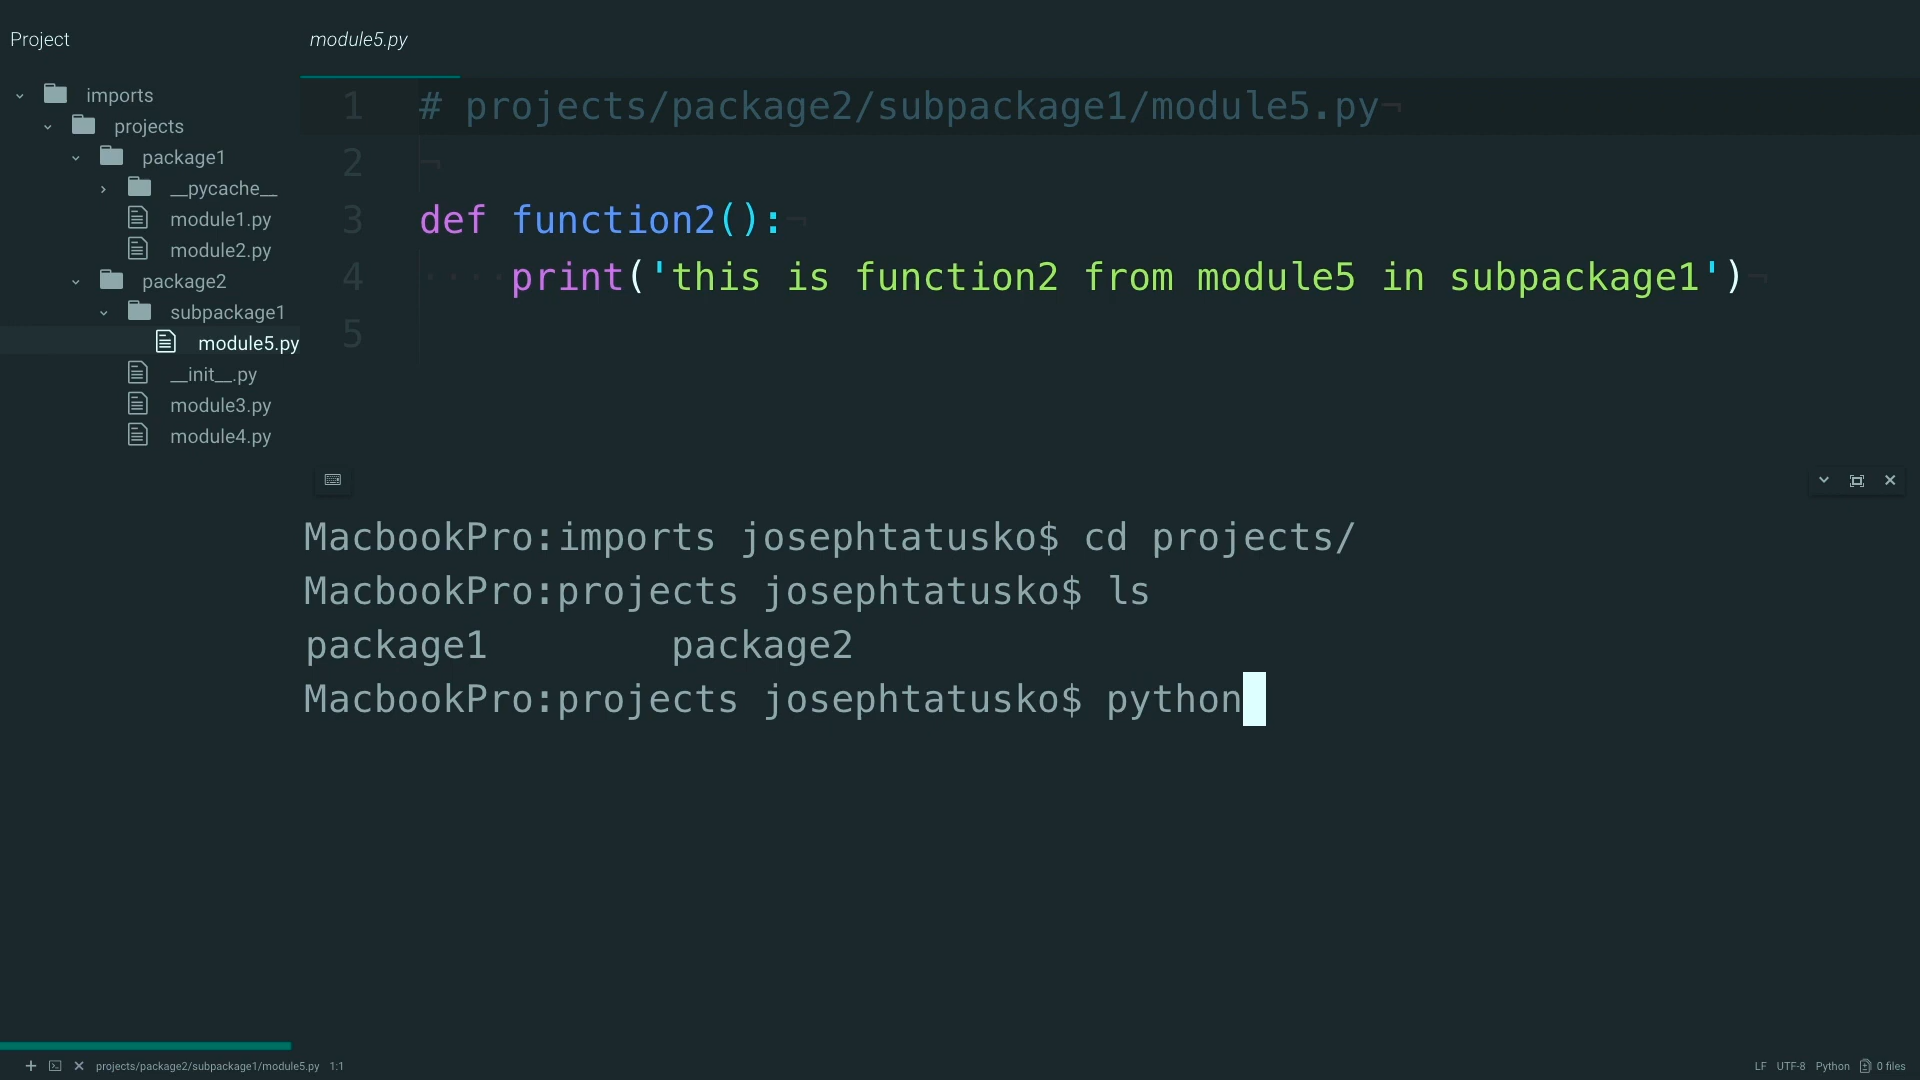 Project
imports
projects
package1
__pycache__
module1.py
module2.py
package2
subpackage1
module5.py
__init__.py
module3.py
module4.py
module5.py
1 # projects/package2/subpackage1/module5.py¬
2 ¬
3 def function2():¬
4 ····print('this is function2 from module5 in subpackage1')¬
5
MacbookPro:imports josephtatusko$ cd projects/
MacbookPro:projects josephtatusko$ ls
package1 package2
MacbookPro:projects josephtatusko$ python
projects/package2/subpackage1/module5.py 1:1
LF UTF-8 Python 0 files